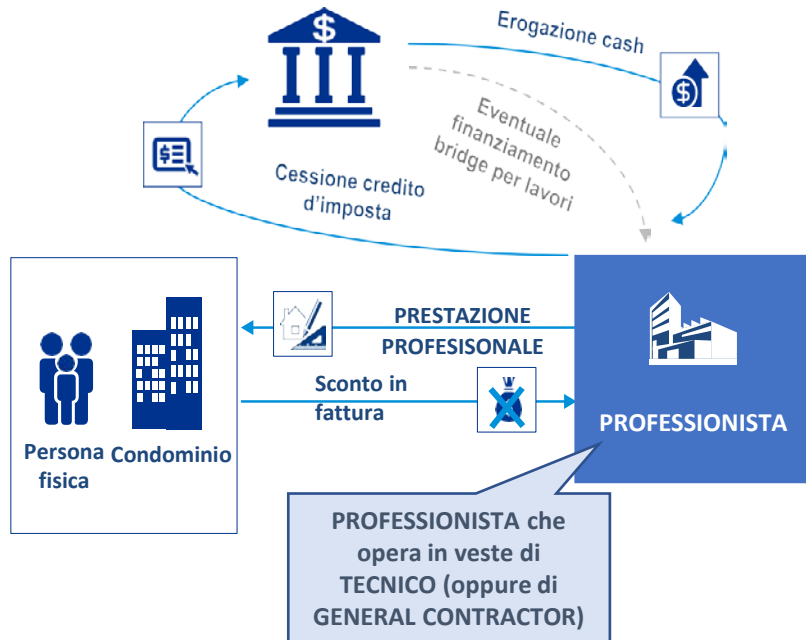 Erogazione cash
Eventuale
finanziamento
bridge per lavori
Cessione credito
d'imposta
PRESTAZIONE
PROFESISONALE
Sconto in
fattura
Persona
fisica
Condominio
PROFESSIONISTA
PROFESSIONISTA che
opera in veste di
TECNICO (oppure di
GENERAL CONTRACTOR)